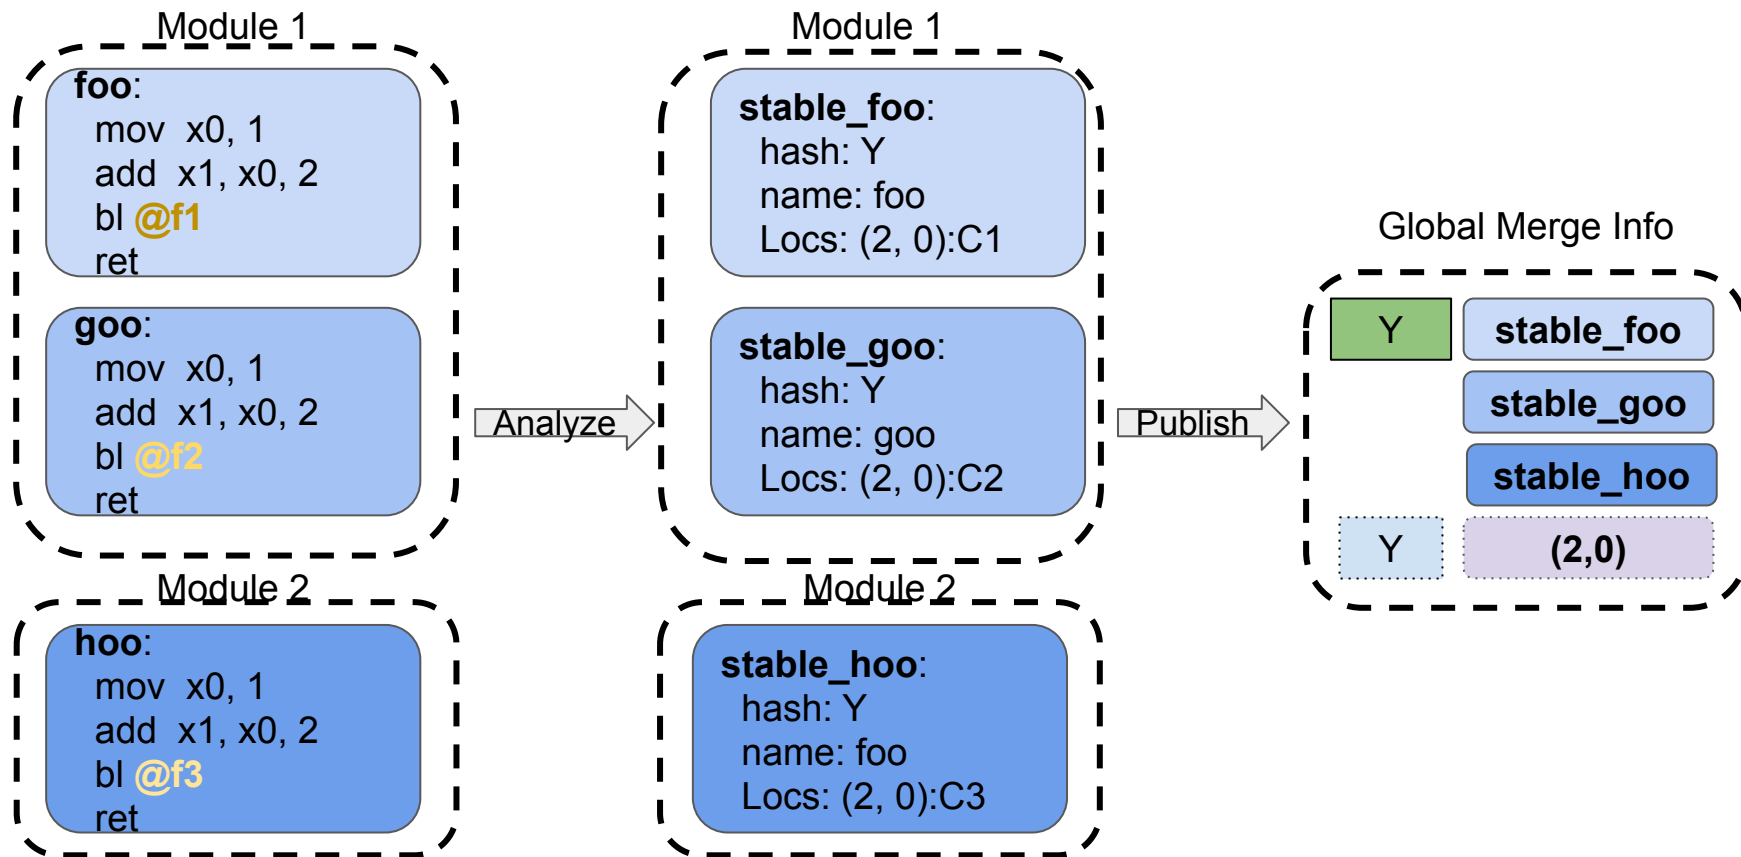 Module 1
foo:
mov x0, 1
add x1, x0, 2
bl @f1
ret
goo:
mov x0, 1
add x1, x0, 2
bl @f2
ret
Module 2
hoo:
mov x0, 1
add x1, x0, 2
bl @f3
ret
Analyze
Module 1
stable_foo:
hash: Y
name: foo
Locs: (2, 0):C1
stable_goo:
hash: Y
name: goo
Locs: (2, 0):C2
Module 2
stable_hoo:
hash: Y
name: foo
Locs: (2, 0):C3
Publish
Global Merge Info
Y stable_foo
stable_goo
stable_hoo
Y (2,0)